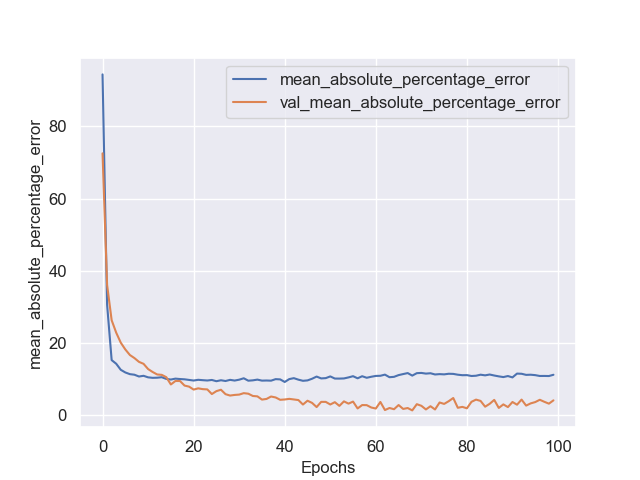 mean_absolute_percentage_error
val_mean_absolute_percentage_error
mean_absolute_percentage_error
80
60
40
20
0
0 20 40 60 80 100
Epochs